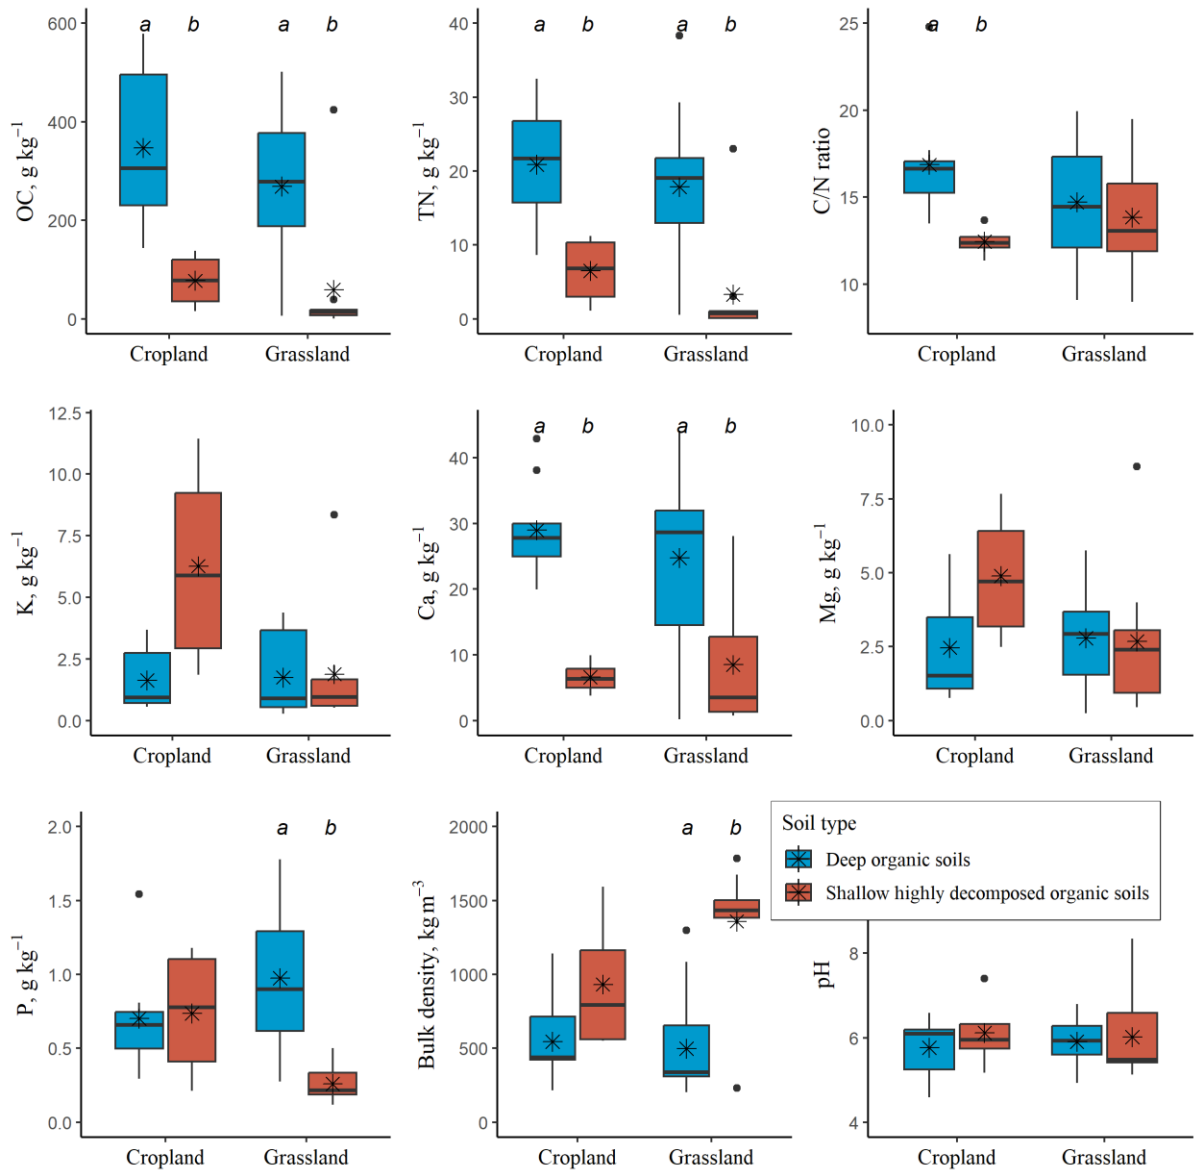 OC, g kg⁻¹
600
400
200
0
a b a b
Cropland Grassland
TN, g kg⁻¹
40
30
20
10
0
a b a b
Cropland Grassland
C/N ratio
25
20
15
10
a b
Cropland Grassland
K, g kg⁻¹
12.5
10.0
7.5
5.0
2.5
0.0
Cropland Grassland
Ca, g kg⁻¹
40
30
20
10
0
a b a b
Cropland Grassland
Mg, g kg⁻¹
10.0
7.5
5.0
2.5
0.0
Cropland Grassland
P, g kg⁻¹
2.0
1.5
1.0
0.5
0.0
a b
Cropland Grassland
Bulk density, kg m⁻³
2000
1500
1000
500
0
a b
Cropland Grassland
Soil type
Deep organic soils
Shallow highly decomposed organic soils
pH
8
6
4
Cropland Grassland